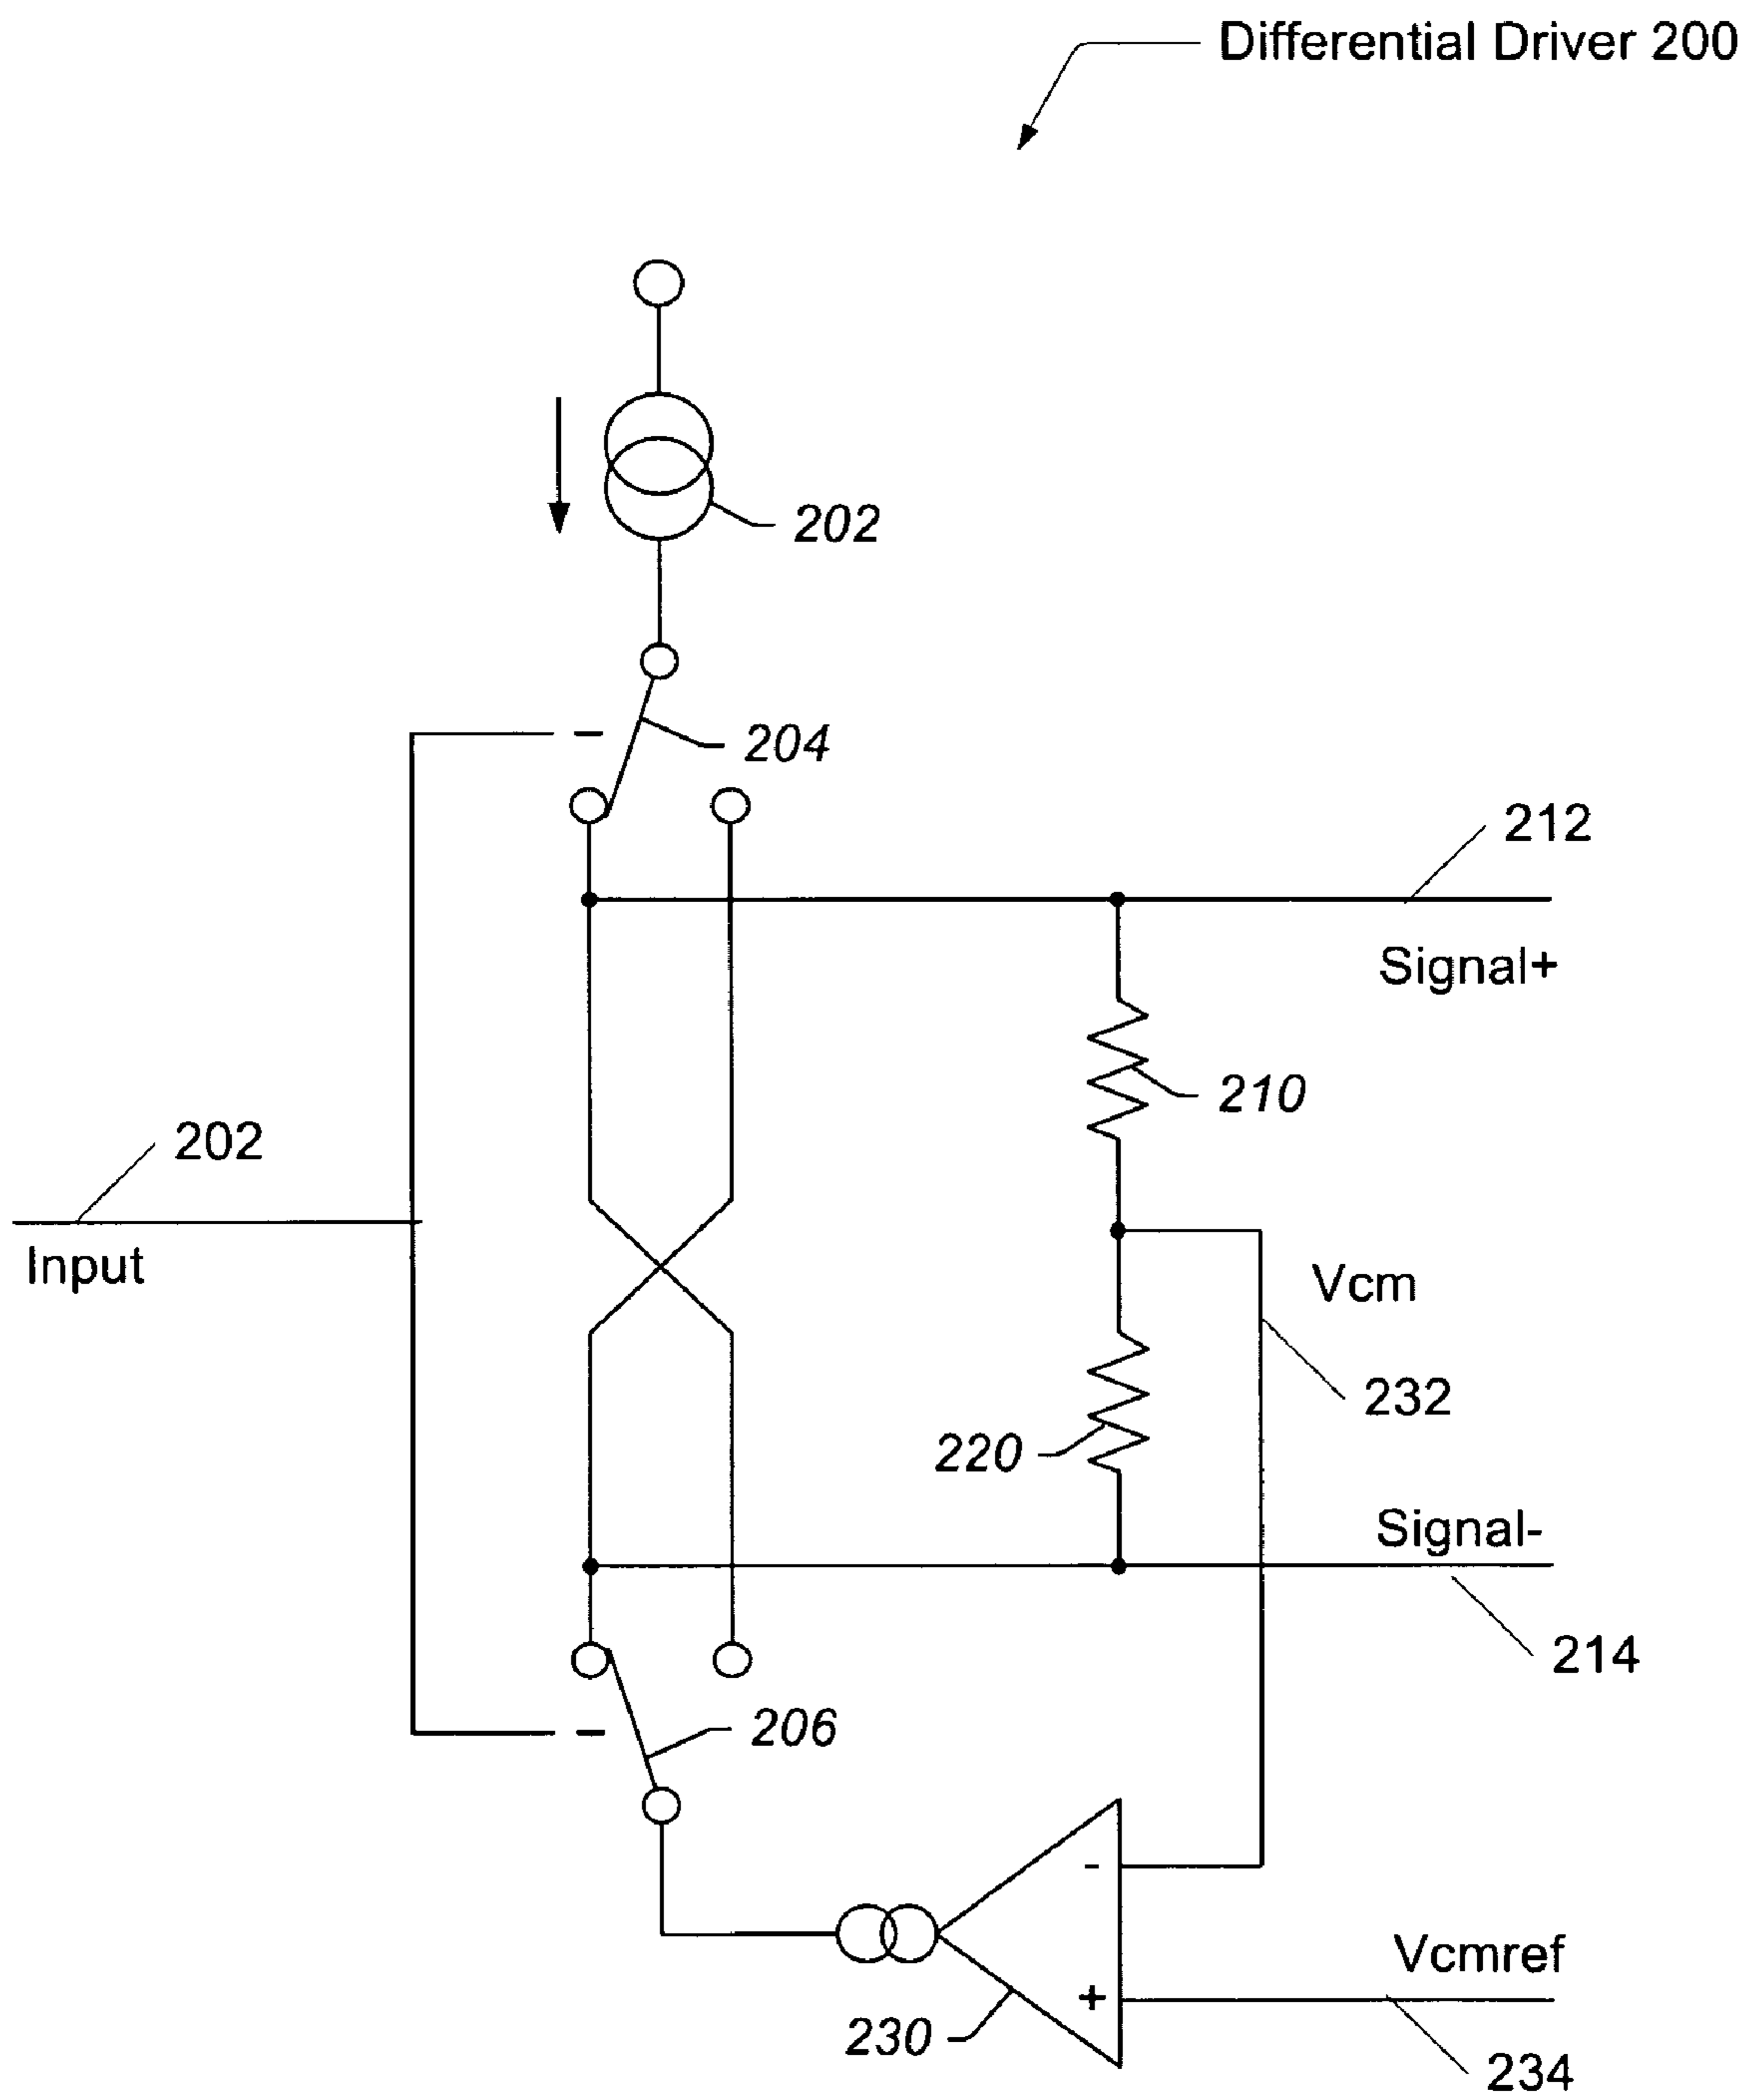 Differential Driver 200
202
204
212
Signal+
210
202
Input
Vcm
232
220
Signal-
214
206
-
Vcmref
+
230
234